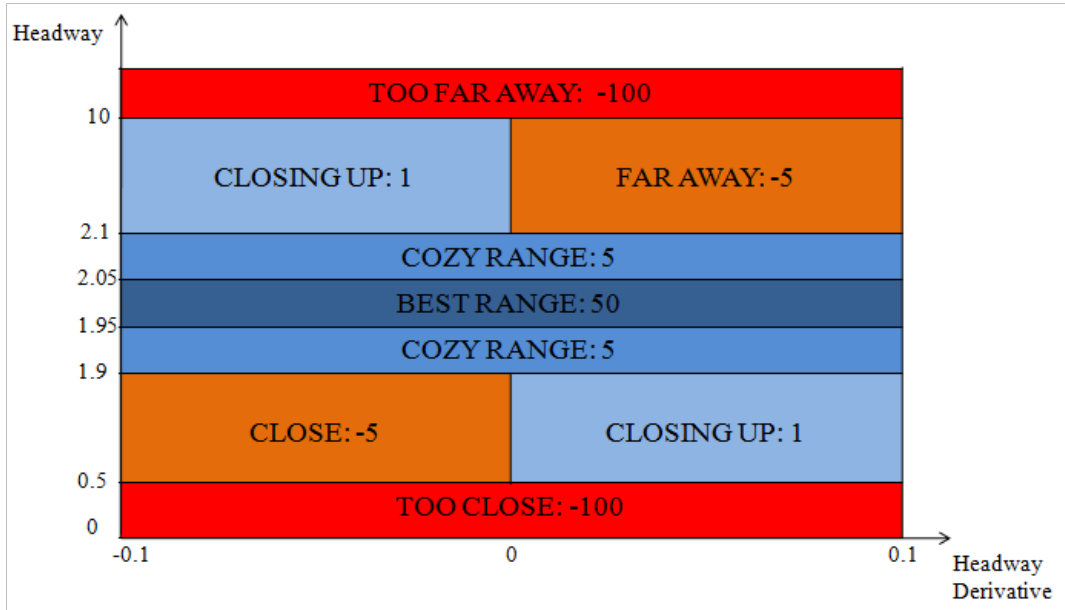 Headway
TOO FAR AWAY: -100
10
CLOSING UP: 1
FAR AWAY: -5
2.1
COZY RANGE: 5
2.05
BEST RANGE: 50
1.95
COZY RANGE: 5
1.9
CLOSE: -5
CLOSING UP: 1
0.5
TOO CLOSE: -100
0
-0.1
0
0.1
Headway
Derivative